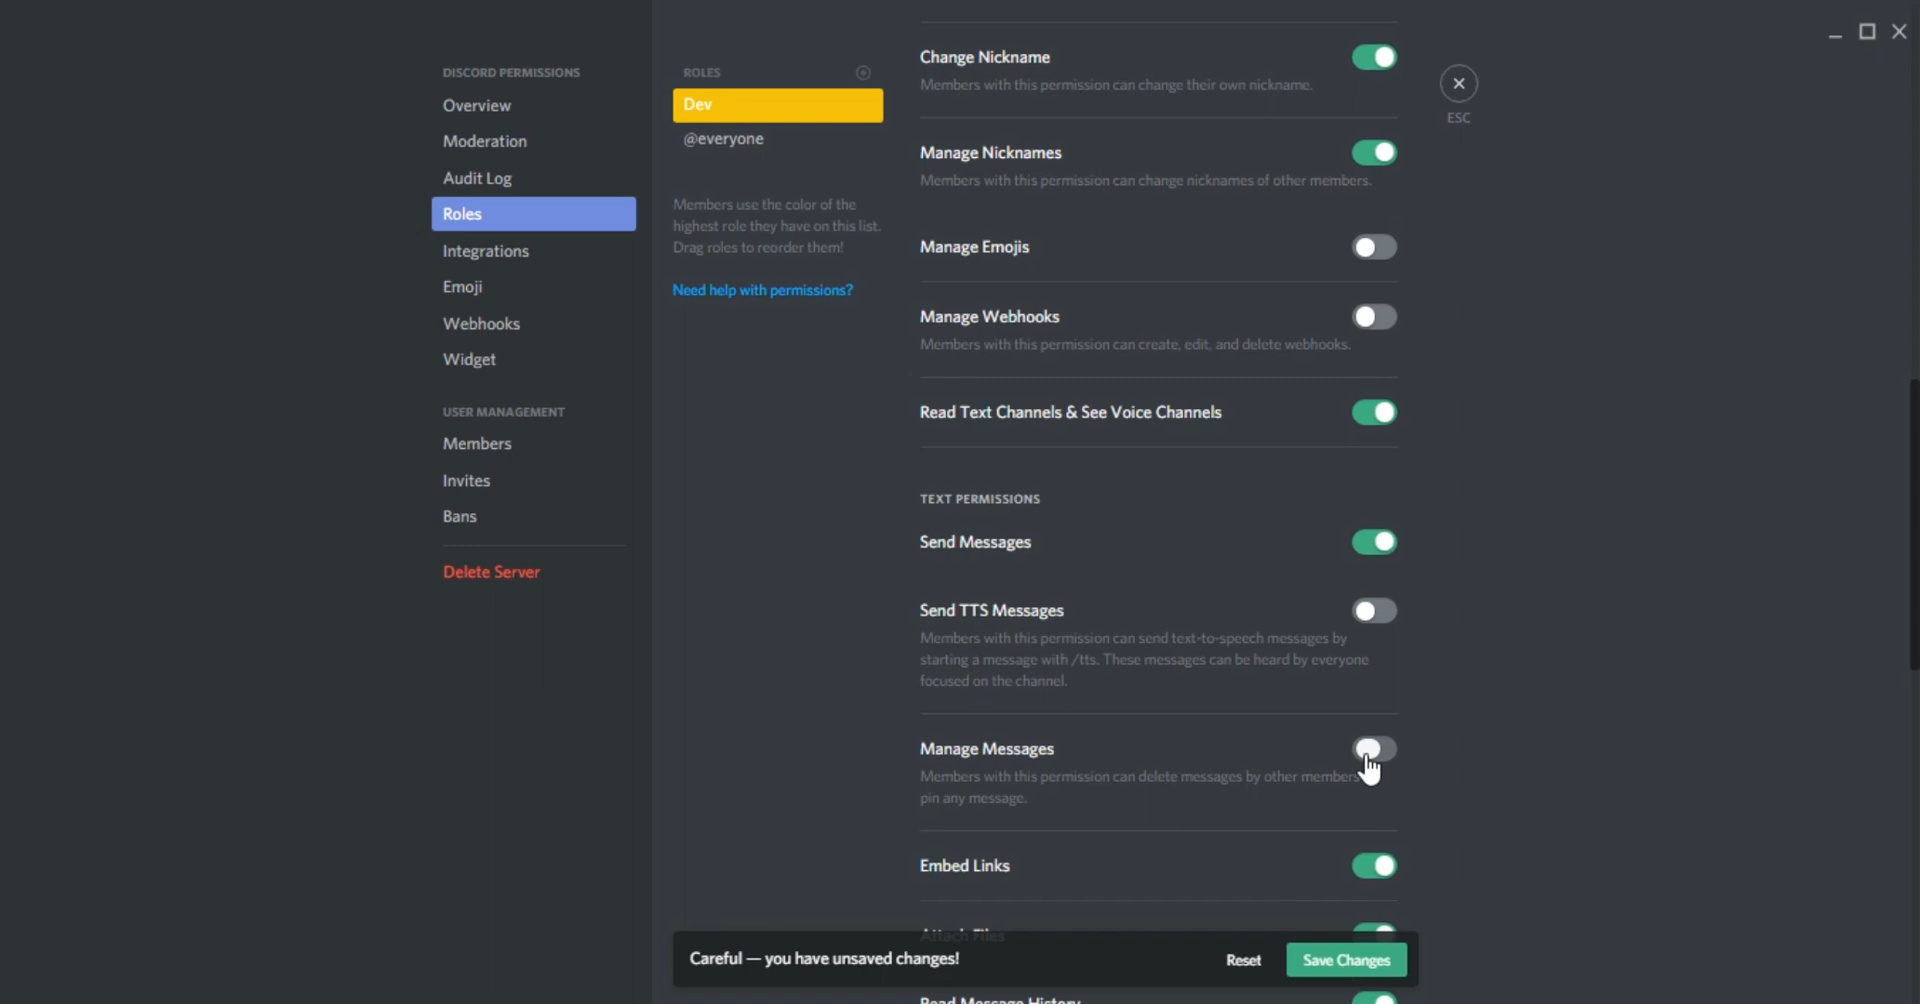 DISCORD PERMISSIONS
Overview
Moderation
Audit Log
Roles
Integrations
Emoji
Webhooks
Widget
USER MANAGEMENT
Members
Invites
Bans
Delete Server
ROLES
Dev
@everyone
Members use the color of the
highest role they have on this list.
Drag roles to reorder them!
Need help with permissions?
Change Nickname
Members with this permission can change their own nickname.
Manage Nicknames
Members with this permission can change nicknames of other members.
Manage Emojis
Manage Webhooks
Members with this permission can create, edit, and delete webhooks.
Read Text Channels & See Voice Channels
TEXT PERMISSIONS
Send Messages
Send TTS Messages
Members with this permission can send text-to-speech messages by
starting a message with /tts. These messages can be heard by everyone
focused on the channel.
Manage Messages
Members with this permission can delete messages by other members
pin any message.
Embed Links
Attach Files
Careful — you have unsaved changes!
Reset
Save Changes
Read Message History
ESC